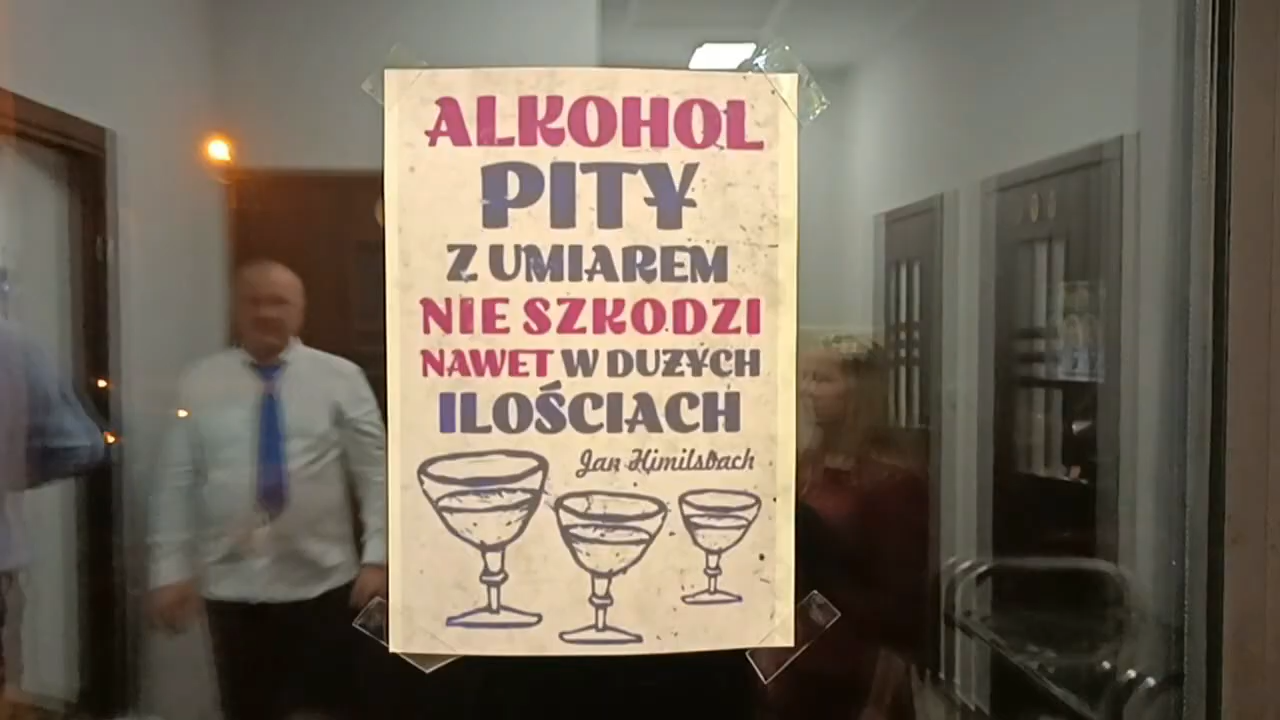 ALKOHOL
PITY
Z UMIAREM
NIE SZKODZI
NAWET W DUŻYCH
ILOŚCIACH
Jan Himilsbach